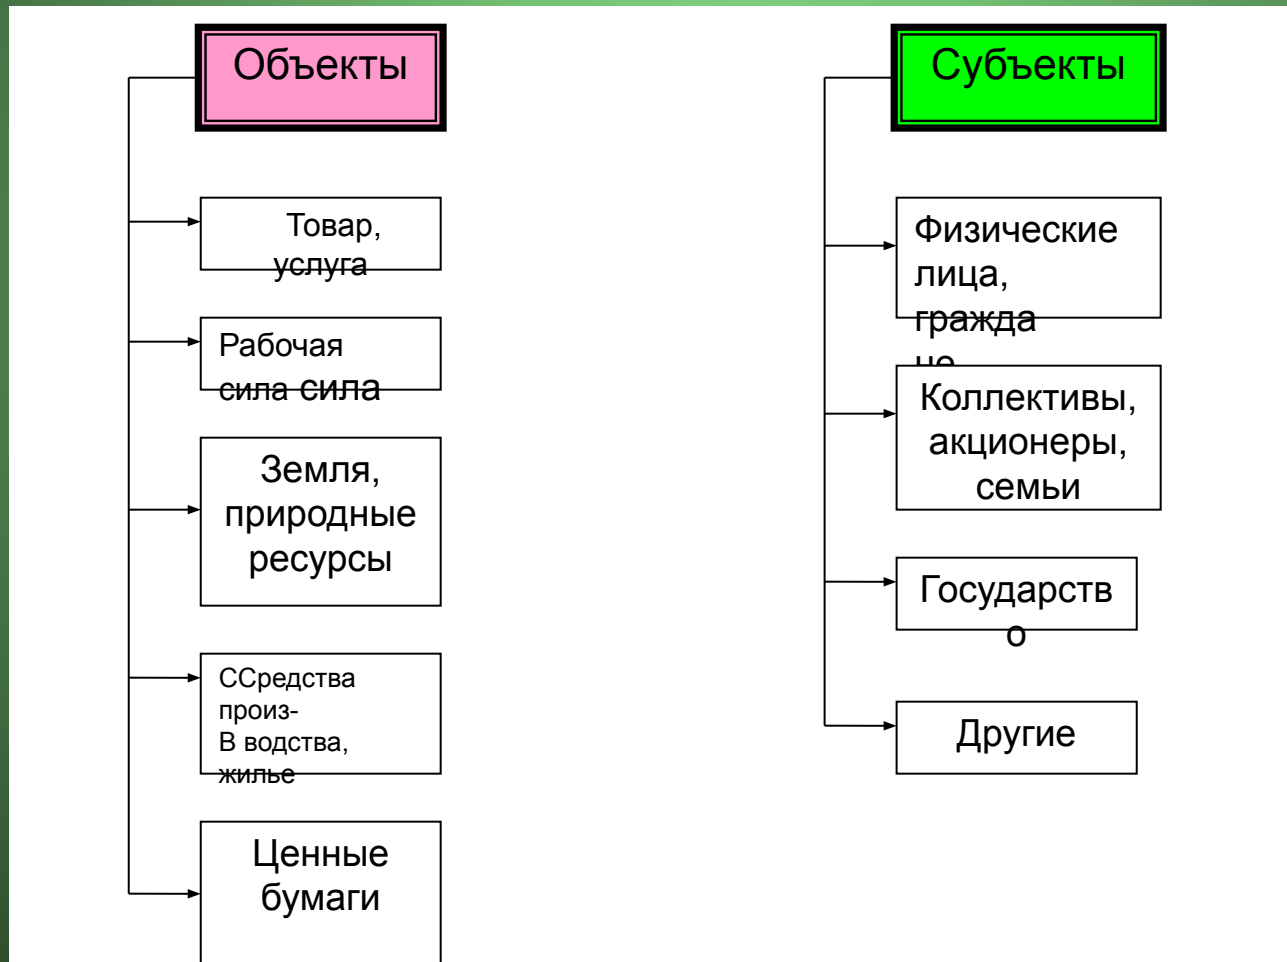 Объекты
Товар,
услуга
Рабочая
сила сила
Земля,
природные
ресурсы
ССредства
произ-
В водства,
жилье
Ценные
бумаги
Субъекты
Физические
лица,
гражда
не
Коллективы,
акционеры,
семьи
Государств
о
Другие